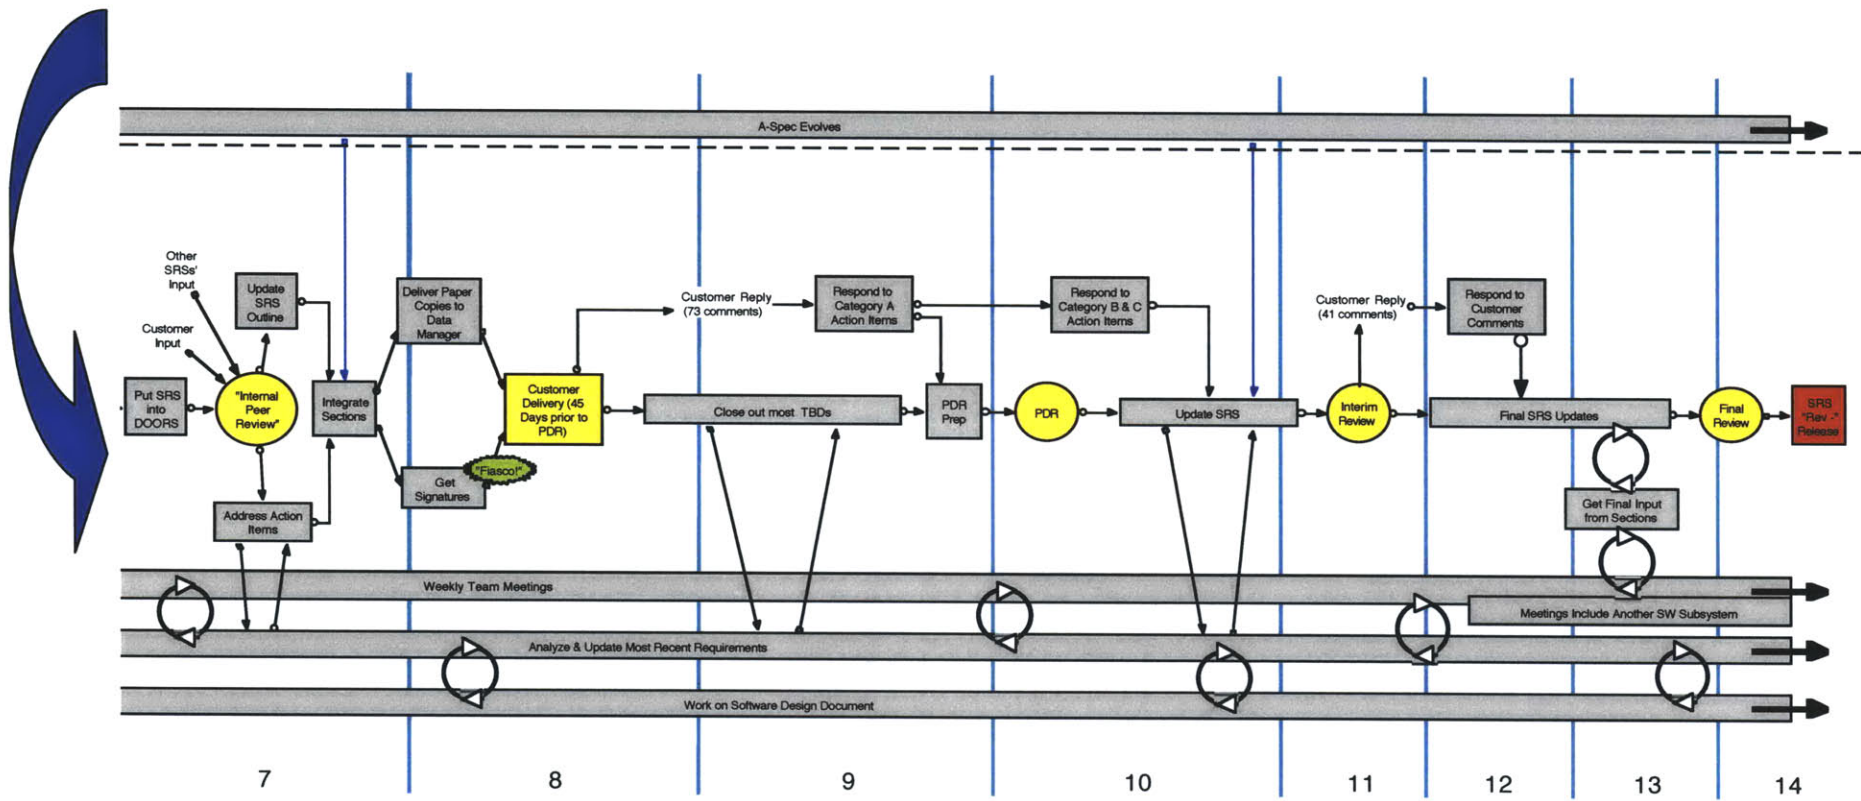 A-Spec Evolves
Other
SRSs'
Input
Customer
Input
Update
SRS
Outline
Put SRS
into
DOORS
"Internal
Peer
Review"
Integrate
Sections
Address Action
Items
Deliver Paper
Copies to
Data
Manager
Get
Signatures
"Fiasco!"
Customer
Delivery (45
Days prior to
PDR)
Customer Reply
(73 comments)
Close out most TBDs
Respond to
Category A
Action Items
PDR
Prep
PDR
Respond to
Category B & C
Action Items
Update SRS
Customer Reply
(41 comments)
Interim
Review
Respond to
Customer
Comments
Final SRS Updates
Get Final Input
from Sections
Final
Review
SRS
"Rev -"
Release
Weekly Team Meetings
Meetings Include Another SW Subsystem
Analyze & Update Most Recent Requirements
Work on Software Design Document
7
8
9
10
11
12
13
14